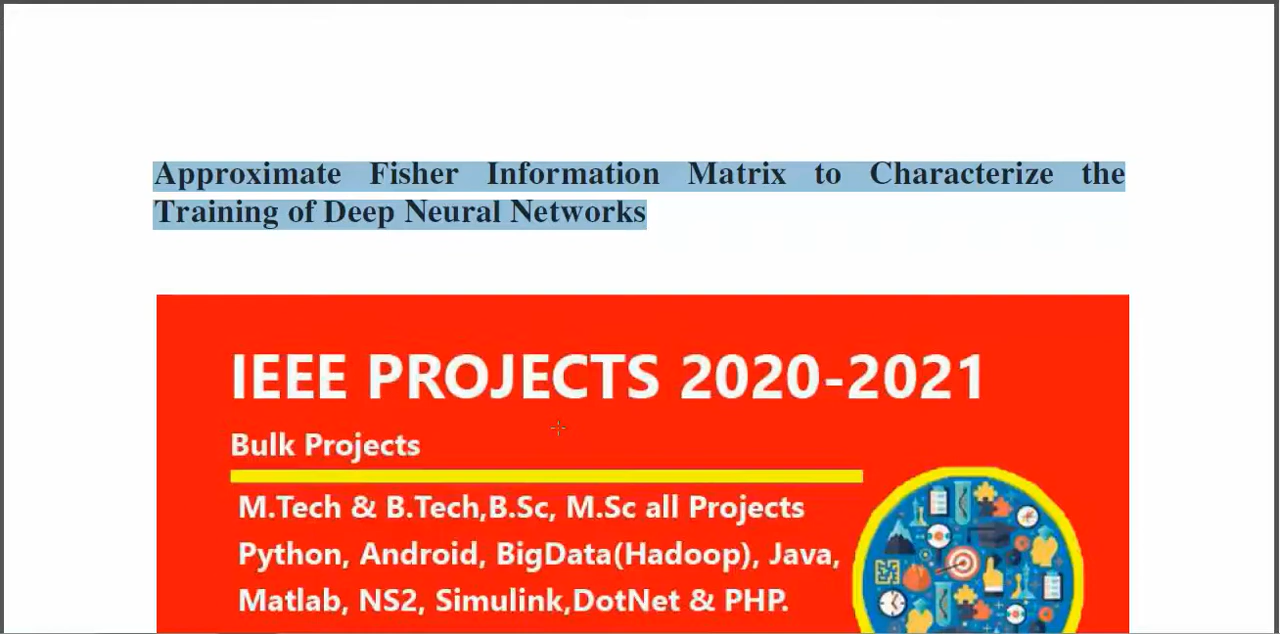 Approximate Fisher Information Matrix to Characterize the
Training of Deep Neural Networks
IEEE PROJECTS 2020-2021
Bulk Projects
M.Tech & B.Tech,B.Sc, M.Sc all Projects
Python, Android, BigData(Hadoop), Java,
Matlab, NS2, Simulink,DotNet & PHP.